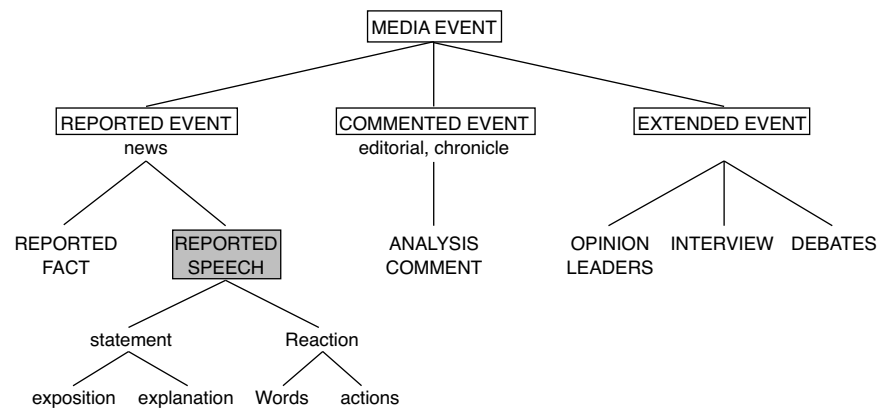 MEDIA EVENT
REPORTED EVENT
COMMENTED EVENT
EXTENDED EVENT
news
editorial, chronicle
REPORTED
FACT
REPORTED
SPEECH
ANALYSIS
COMMENT
OPINION
LEADERS
INTERVIEW
DEBATES
statement
Reaction
exposition
explanation
Words
actions